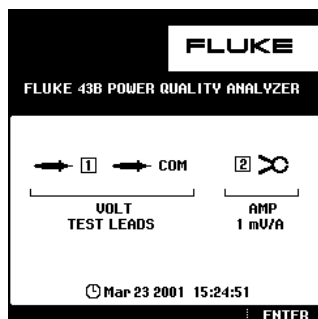 FLUKE
FLUKE 43B POWER QUALITY ANALYZER
1 COM 2
VOLT AMP
TEST LEADS 1 mV/A
Mar 23 2001 15:24:51
ENTER